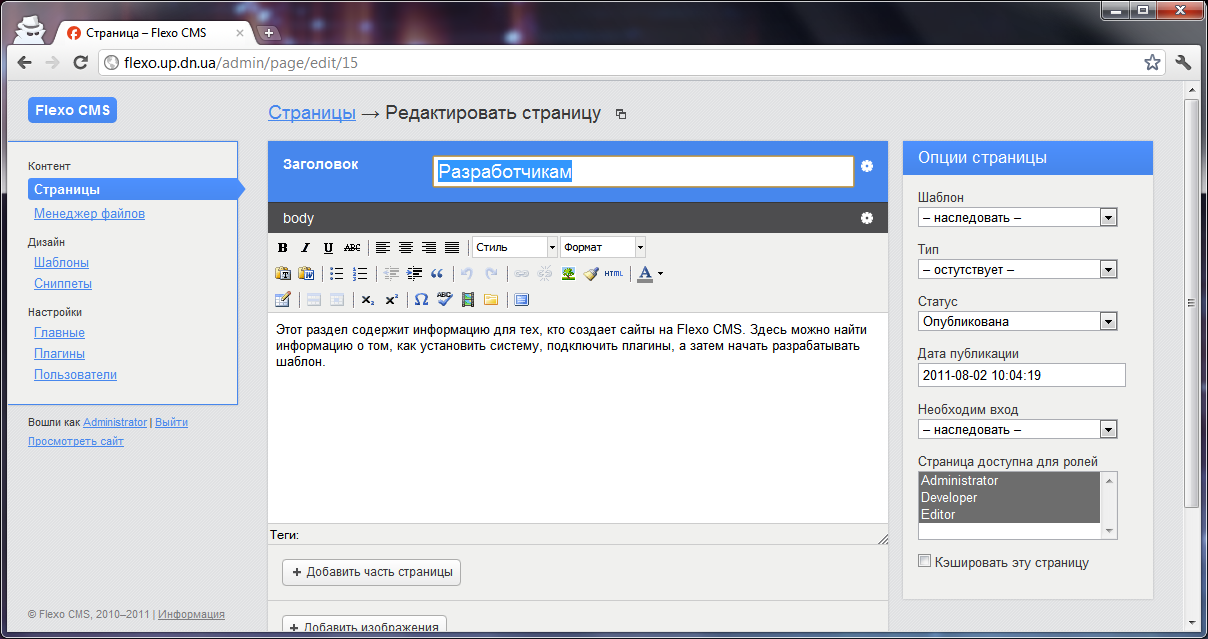 Страница – Flexo CMS
flexo.up.dn.ua/admin/page/edit/15
Flexo CMS
Контент
Страницы
Менеджер файлов
Дизайн
Шаблоны
Сниппеты
Настройки
Главные
Плагины
Пользователи
Вошли как Administrator | Выйти
Просмотреть сайт
© Flexo CMS, 2010–2011 | Информация
Страницы → Редактировать страницу
Заголовок
Разработчикам
body
B I U ABC Стиль Формат
HTML A
ABC
Этот раздел содержит информацию для тех, кто создает сайты на Flexo CMS. Здесь можно найти
информацию о том, как установить систему, подключить плагины, а затем начать разрабатывать
шаблон.
Теги:
+ Добавить часть страницы
+ Добавить изображения
Опции страницы
Шаблон
– наследовать –
Тип
– остутствует –
Статус
Опубликована
Дата публикации
2011-08-02 10:04:19
Необходим вход
– наследовать –
Страница доступна для ролей
Administrator
Developer
Editor
Кэшировать эту страницу